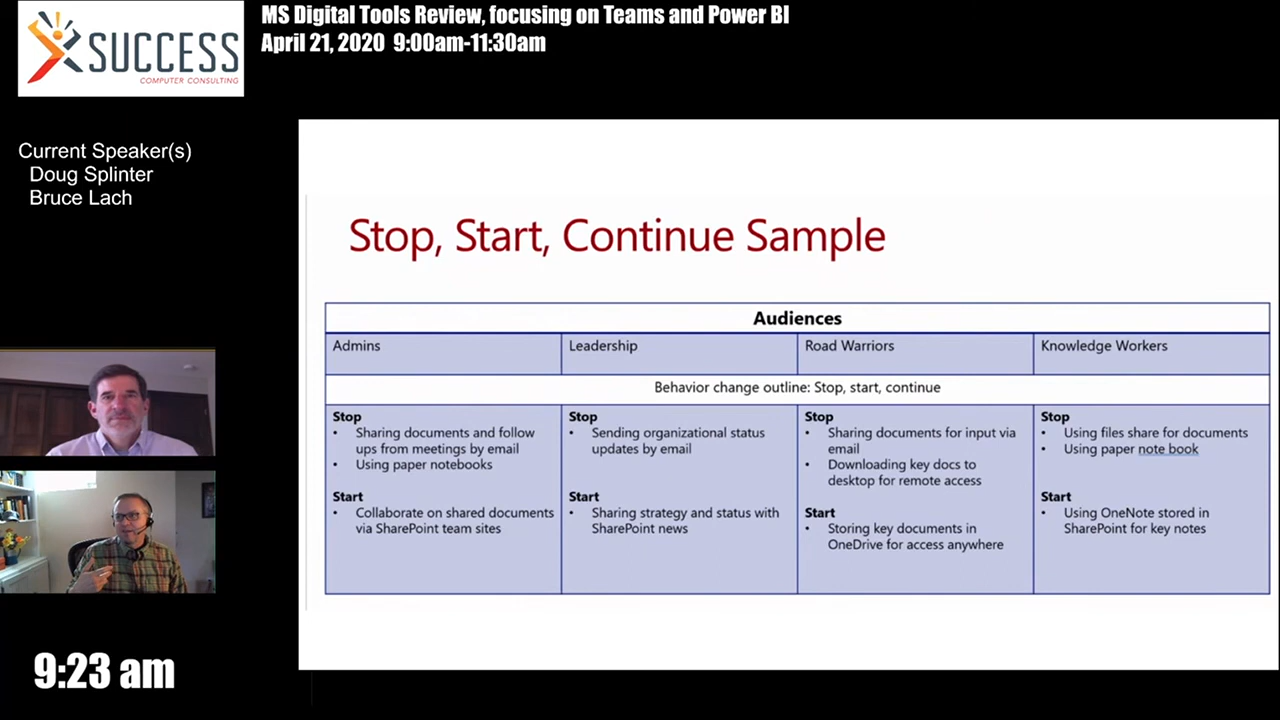 SUCCESS
COMPUTER CONSULTING
MS Digital Tools Review, focusing on Teams and Power BI
April 21, 2020 9:00am-11:30am
Current Speaker(s)
Doug Splinter
Bruce Lach
Stop, Start, Continue Sample
Audiences
Admins
Leadership
Road Warriors
Knowledge Workers
Behavior change outline: Stop, start, continue
Stop
• Sharing documents and follow
ups from meetings by email
• Using paper notebooks
Start
• Collaborate on shared documents
via SharePoint team sites
Stop
• Sending organizational status
updates by email
Start
• Sharing strategy and status with
SharePoint news
Stop
• Sharing documents for input via
email
• Downloading key docs to
desktop for remote access
Start
• Storing key documents in
OneDrive for access anywhere
Stop
• Using files share for documents
• Using paper note book
Start
• Using OneNote stored in
SharePoint for key notes
9:23 am